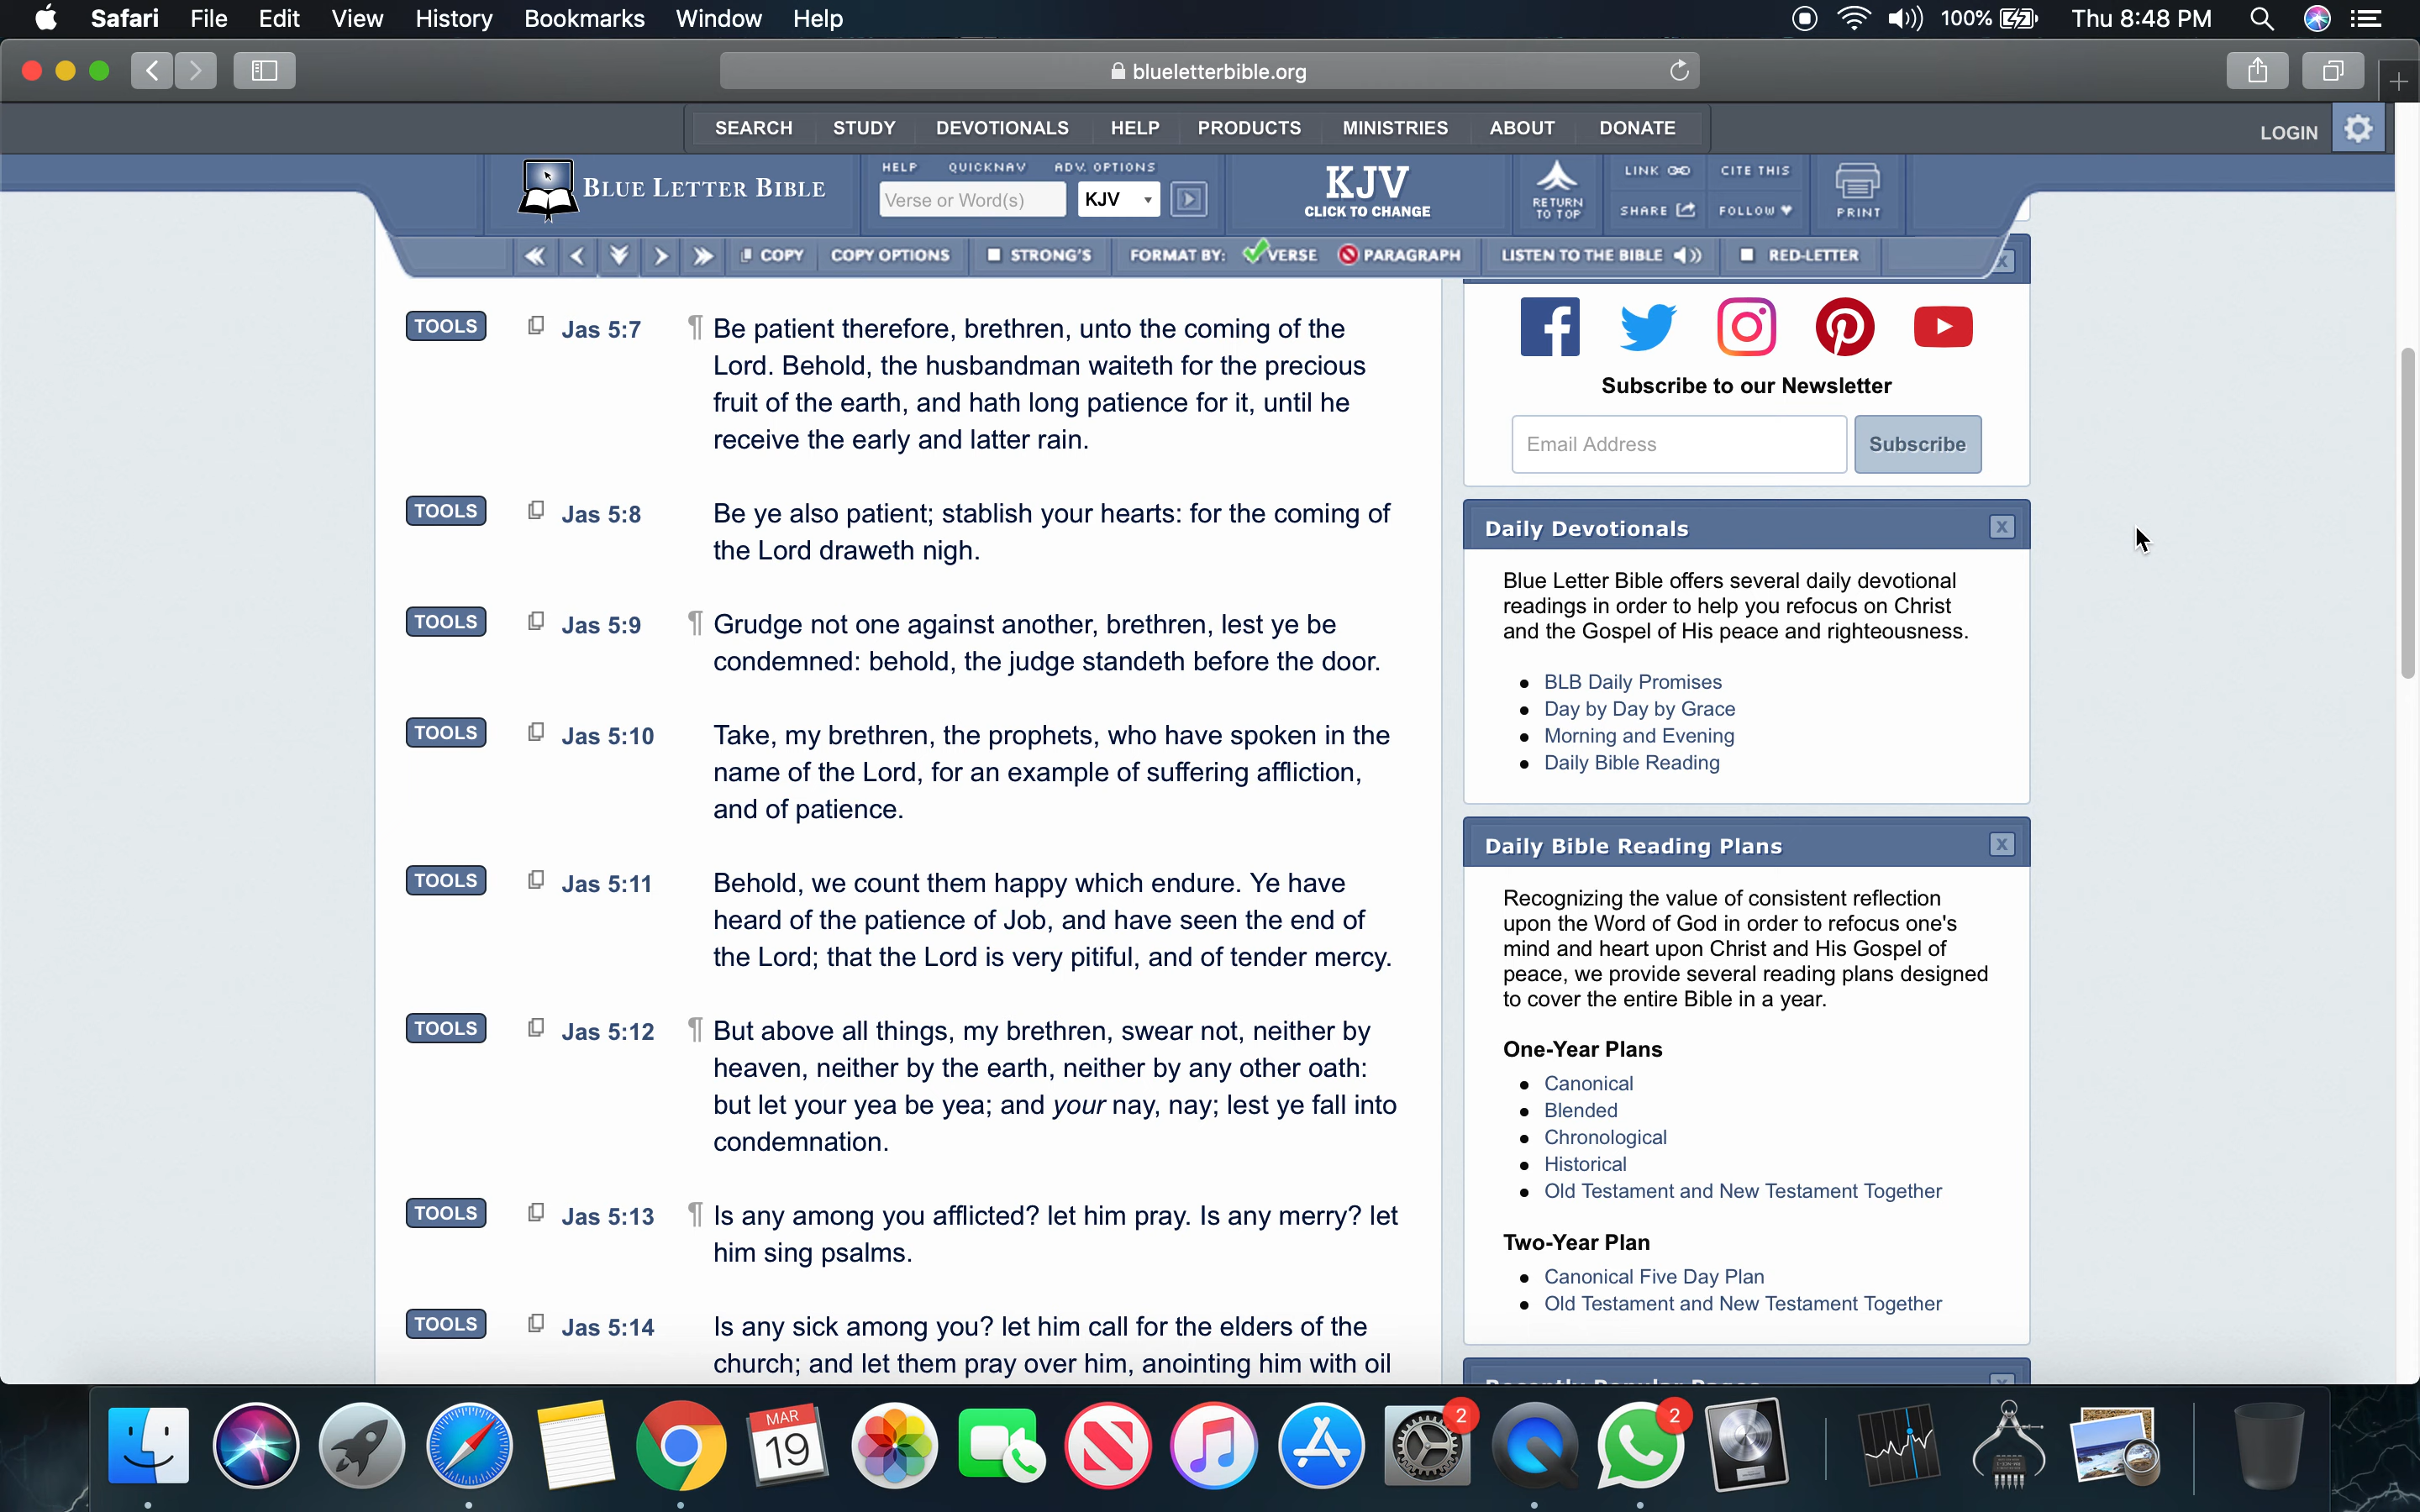 Safari File Edit View History Bookmarks Window Help 100% Thu 8:48 PM
blueletterbible.org
SEARCH STUDY DEVOTIONALS HELP PRODUCTS MINISTRIES ABOUT DONATE LOGIN
BLUE LETTER BIBLE
HELP QUICKNAV ADV. OPTIONS
Verse or Word(s) KJV
KJV
CLICK TO CHANGE
RETURN
TO TOP
LINK CITE THIS
SHARE FOLLOW
PRINT
COPY COPY OPTIONS STRONG'S FORMAT BY: VERSE PARAGRAPH LISTEN TO THE BIBLE RED-LETTER
TOOLS Jas 5:7 ¶ Be patient therefore, brethren, unto the coming of the
Lord. Behold, the husbandman waiteth for the precious
fruit of the earth, and hath long patience for it, until he
receive the early and latter rain.
TOOLS Jas 5:8 Be ye also patient; stablish your hearts: for the coming of
the Lord draweth nigh.
TOOLS Jas 5:9 ¶ Grudge not one against another, brethren, lest ye be
condemned: behold, the judge standeth before the door.
TOOLS Jas 5:10 Take, my brethren, the prophets, who have spoken in the
name of the Lord, for an example of suffering affliction,
and of patience.
TOOLS Jas 5:11 Behold, we count them happy which endure. Ye have
heard of the patience of Job, and have seen the end of
the Lord; that the Lord is very pitiful, and of tender mercy.
TOOLS Jas 5:12 ¶ But above all things, my brethren, swear not, neither by
heaven, neither by the earth, neither by any other oath:
but let your yea be yea; and your nay, nay; lest ye fall into
condemnation.
TOOLS Jas 5:13 ¶ Is any among you afflicted? let him pray. Is any merry? let
him sing psalms.
TOOLS Jas 5:14 Is any sick among you? let him call for the elders of the
church; and let them pray over him, anointing him with oil
x
Subscribe to our Newsletter
Email Address Subscribe
Daily Devotionals x
Blue Letter Bible offers several daily devotional
readings in order to help you refocus on Christ
and the Gospel of His peace and righteousness.
BLB Daily Promises
Day by Day by Grace
Morning and Evening
Daily Bible Reading
Daily Bible Reading Plans x
Recognizing the value of consistent reflection
upon the Word of God in order to refocus one's
mind and heart upon Christ and His Gospel of
peace, we provide several reading plans designed
to cover the entire Bible in a year.
One-Year Plans
Canonical
Blended
Chronological
Historical
Old Testament and New Testament Together
Two-Year Plan
Canonical Five Day Plan
Old Testament and New Testament Together
Recently Popular Pages
MAR
19
2
2